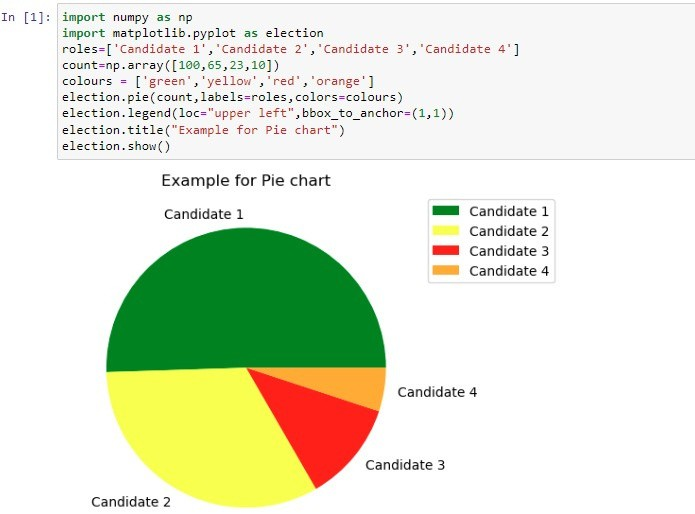 In [1]: import numpy as np
import matplotlib.pyplot as election
roles=['Candidate 1','Candidate 2','Candidate 3','Candidate 4']
count=np.array([100,65,23,10])
colours = ['green','yellow','red','orange']
election.pie(count,labels=roles,colors=colours)
election.legend(loc="upper left",bbox_to_anchor=(1,1))
election.title("Example for Pie chart")
election.show()
Example for Pie chart
Candidate 1
Candidate 1
Candidate 2
Candidate 3
Candidate 4
Candidate 4
Candidate 3
Candidate 2